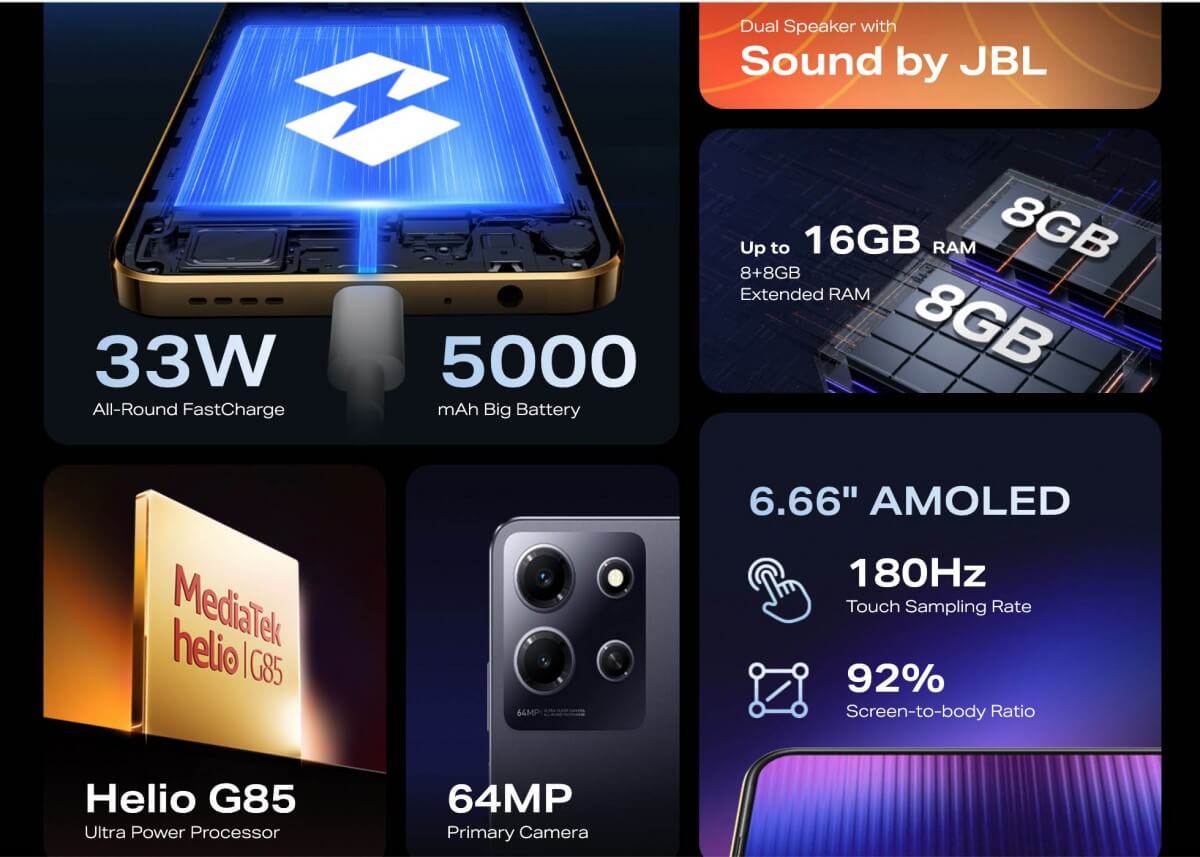 33W
All-Round FastCharge
5000
mAh Big Battery
Dual Speaker with
Sound by JBL
Up to 16GB RAM
8+8GB
Extended RAM
8GB
8GB
MediaTek
helio G85
Helio G85
Ultra Power Processor
64MP
64MP
Primary Camera
6.66" AMOLED
180Hz
Touch Sampling Rate
92%
Screen-to-body Ratio